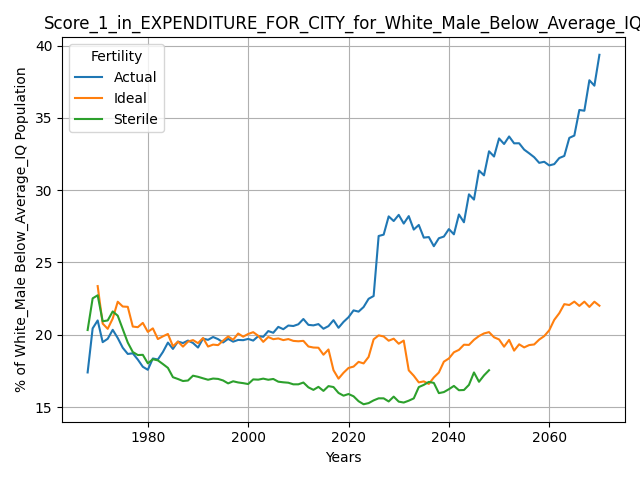 Score_1_in_EXPENDITURE_FOR_CITY_for_White_Male_Below_Average_IQ
Fertility
Actual
Ideal
Sterile
% of White_Male Below_Average_IQ Population
40
35
30
25
20
15
1980
2000
2020
2040
2060
Years